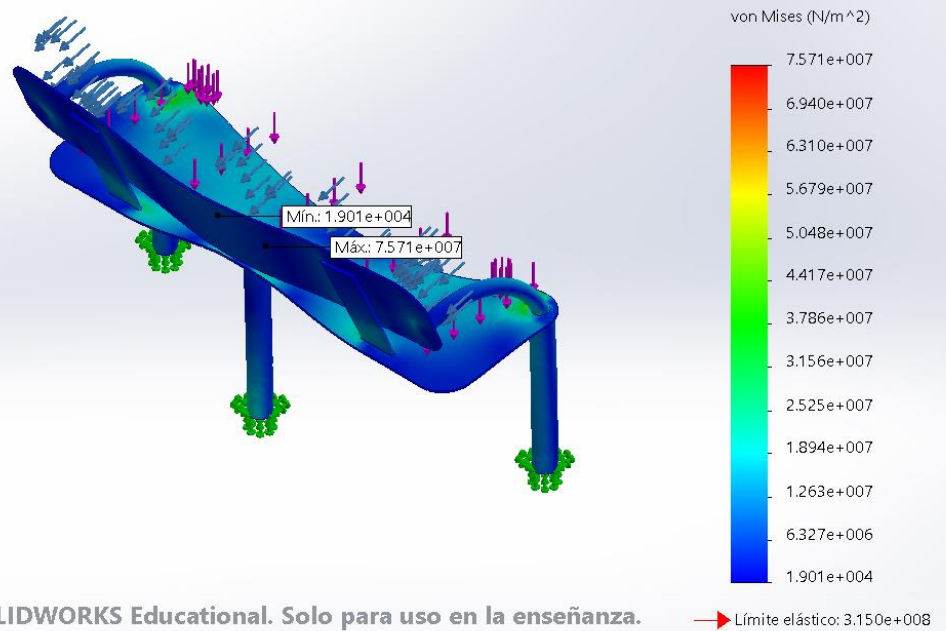 von Mises (N/m^2)
7.571e+007
6.940e+007
6.310e+007
5.679e+007
5.048e+007
4.417e+007
3.786e+007
3.156e+007
2.525e+007
1.894e+007
1.263e+007
6.327e+006
1.901e+004
Mín.: 1.901e+004
Máx.: 7.571e+007
LIDWORKS Educational. Solo para uso en la enseñanza.
Límite elástico: 3.150e+008